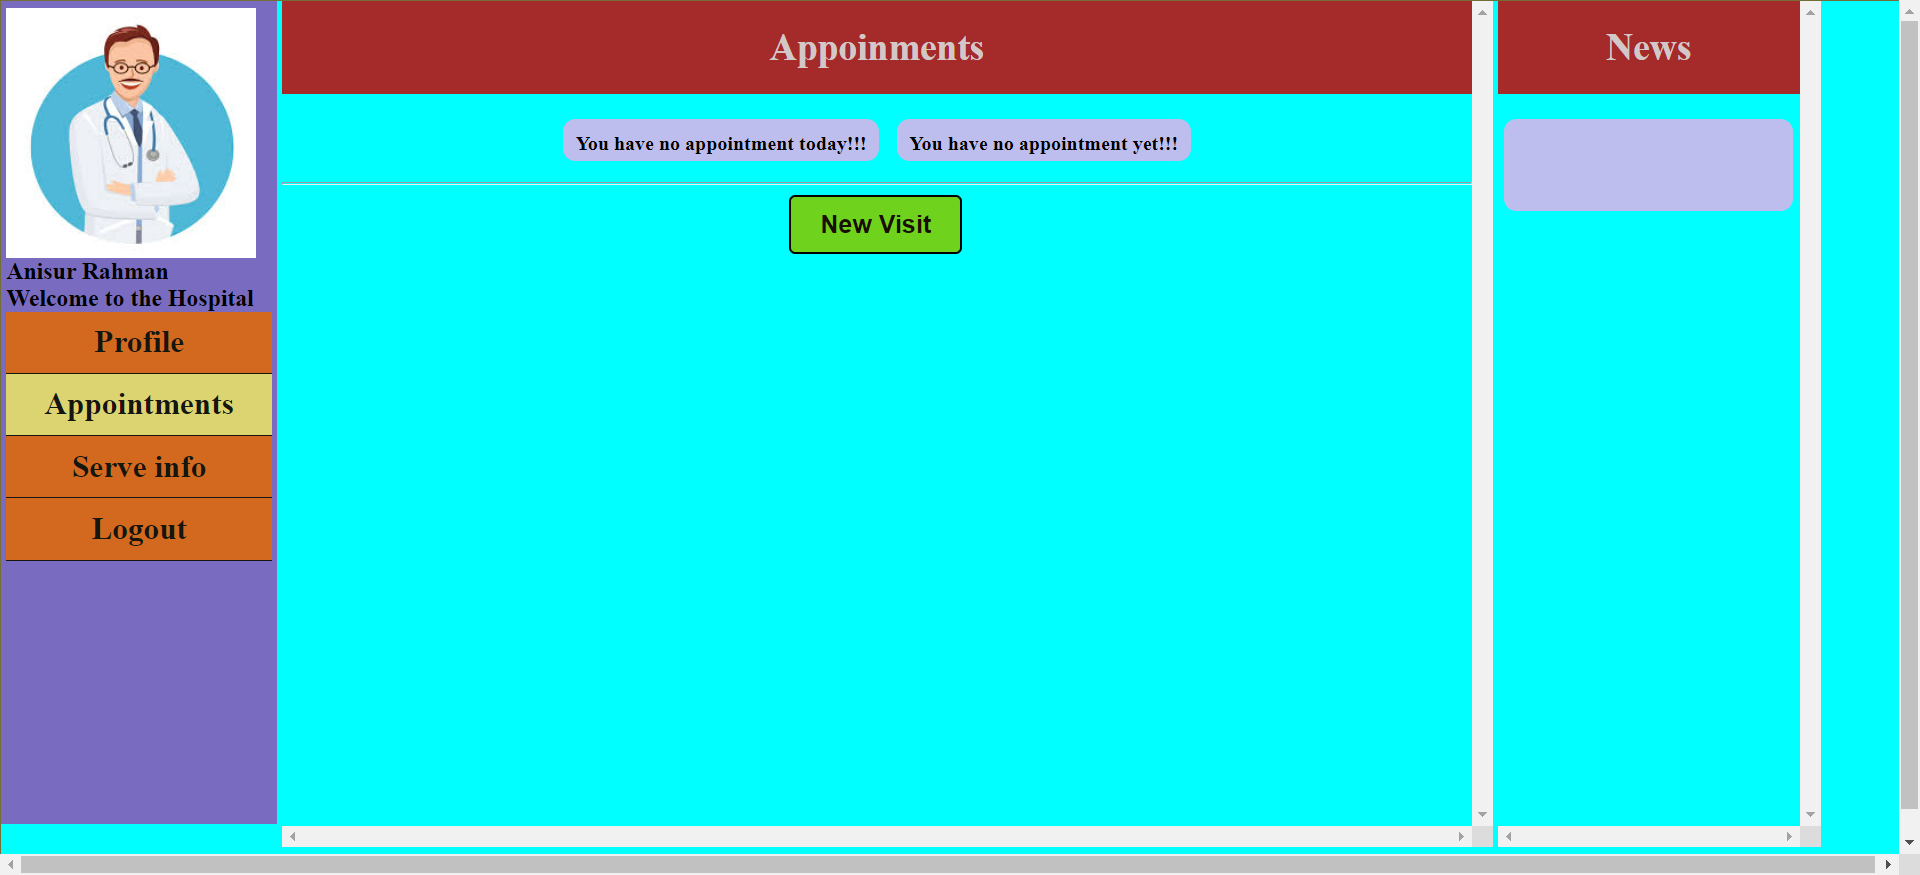 Anisur Rahman
Welcome to the Hospital
Profile
Appointments
Serve info
Logout
Appoinments
You have no appointment today!!!
You have no appointment yet!!!
New Visit
News